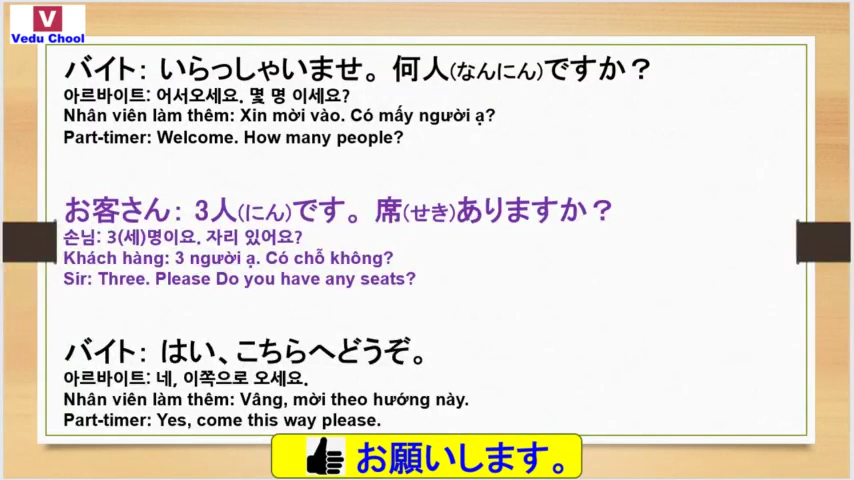 V
Vedu Chool
バイト： いらっしゃいませ。何人(なんにん)ですか？
아르바이트: 어서오세요. 몇 명 이세요?
Nhân viên làm thêm: Xin mời vào. Có mấy người ạ?
Part-timer: Welcome. How many people?
お客さん： 3人(にん)です。 席(せき)ありますか？
손님: 3(세)명이요. 자리 있어요?
Khách hàng: 3 người ạ. Có chỗ không?
Sir: Three. Please Do you have any seats?
バイト： はい、こちらへどうぞ。
아르바이트: 네, 이쪽으로 오세요.
Nhân viên làm thêm: Vâng, mời theo hướng này.
Part-timer: Yes, come this way please.
お願いします。